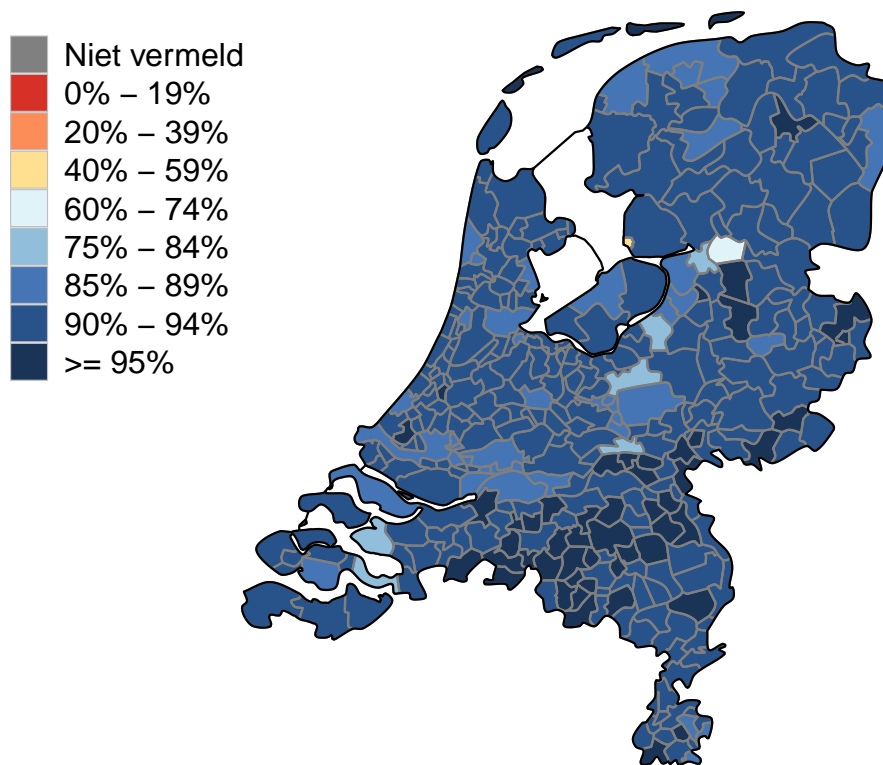 Niet vermeld
0% – 19%
20% – 39%
40% – 59%
60% – 74%
75% – 84%
85% – 89%
90% – 94%
>= 95%